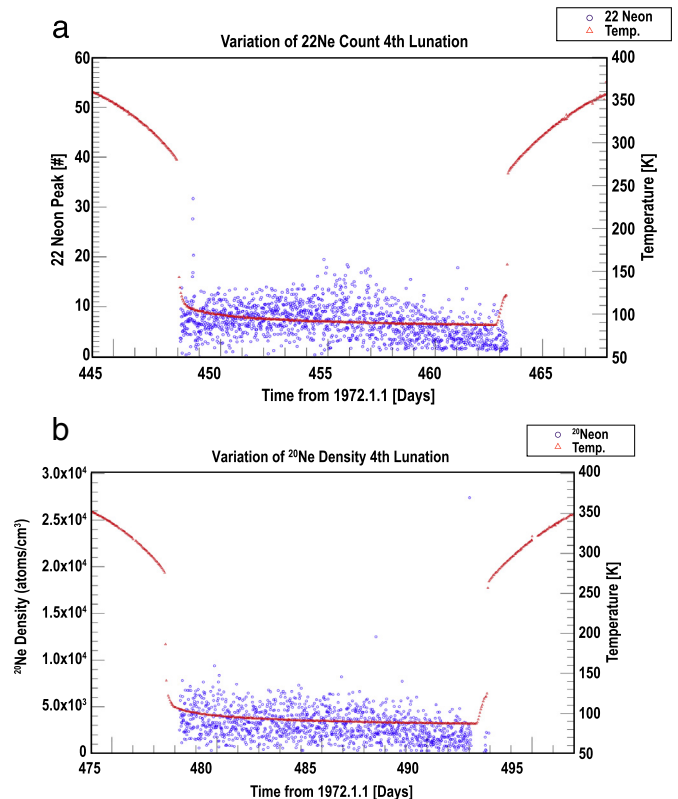 a
22 Neon
Temp.
Variation of 22Ne Count 4th Lunation
60
50
40
30
20
10
0
22 Neon Peak [#]
400
350
300
250
200
150
100
50
Temperature [K]
445 450 455 460 465
Time from 1972.1.1 [Days]
b
²⁰Neon
Temp.
Variation of ²⁰Ne Density 4th Lunation
3.0x10⁴
2.5x10⁴
2.0x10⁴
1.5x10⁴
1.0x10⁴
5.0x10³
0
²⁰Ne Density (atoms/cm³)
400
350
300
250
200
150
100
50
Temperature [K]
475 480 485 490 495
Time from 1972.1.1 [Days]